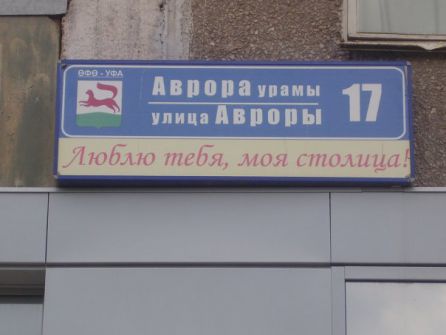 ӨФӨ - УФА
Аврора урамы
улица Авроры
17
Люблю тебя, моя столица!